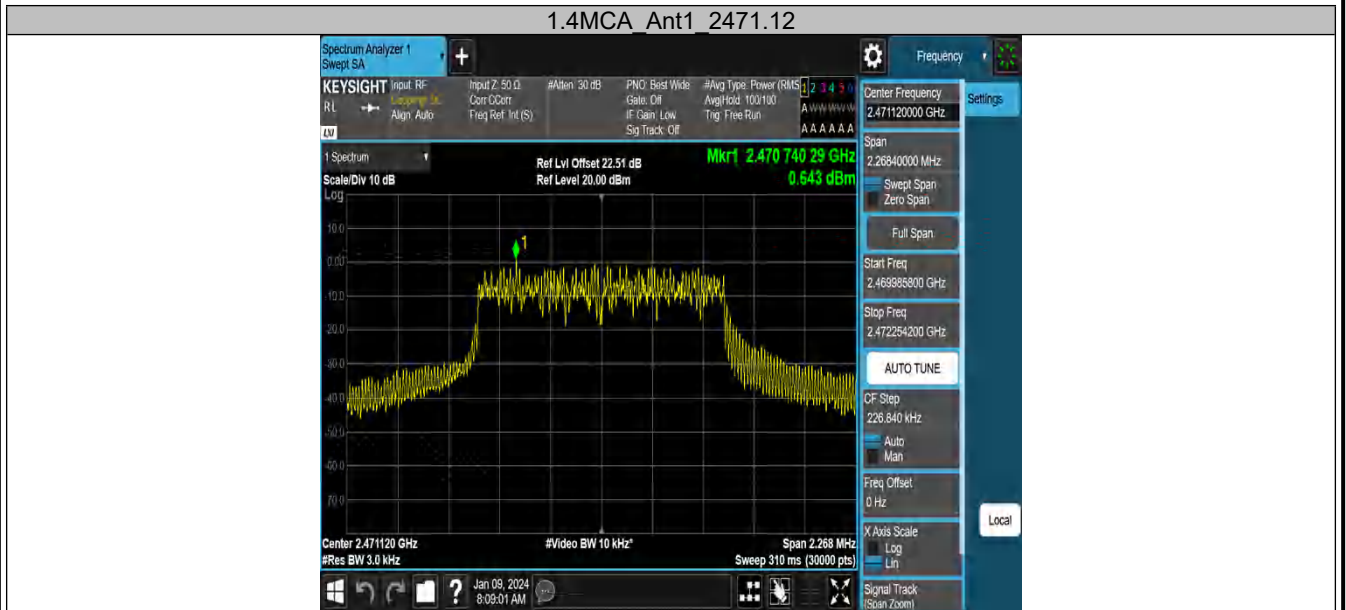 1.4MCA_Ant1_2471.12
Spectrum Analyzer 1
Swept SA
+
Frequency
KEYSIGHT
RL
LXI
Input: RF
Align: Auto
Input Z: 50 Ω
Corr CCorr
Freq Ref: Int (S)
#Atten: 30 dB
PNO: Best Wide
Gate: Off
IF Gain: Low
Sig Track: Off
#Avg Type: Power (RMS
Avg|Hold: 100/100
Trig: Free Run
1 2 3 4 5 6
A W W W W W
A A A A A A
Center Frequency
2.471120000 GHz
Settings
Span
2.26840000 MHz
Swept Span
Zero Span
Full Span
Start Freq
2.469985800 GHz
Stop Freq
2.472254200 GHz
AUTO TUNE
CF Step
226.840 kHz
Auto
Man
Freq Offset
0 Hz
X Axis Scale
Log
Lin
Signal Track
(Span Zoom)
Local
1 Spectrum
Scale/Div 10 dB
Log
Ref Lvl Offset 22.51 dB
Ref Level 20.00 dBm
Mkr1 2.470 740 29 GHz
0.643 dBm
1
10.0
0.00
-10.0
-20.0
-30.0
-40.0
-50.0
-60.0
-70.0
Center 2.471120 GHz
#Res BW 3.0 kHz
#Video BW 10 kHz*
Span 2.268 MHz
Sweep 310 ms (30000 pts)
?
Jan 09, 2024
8:09:01 AM